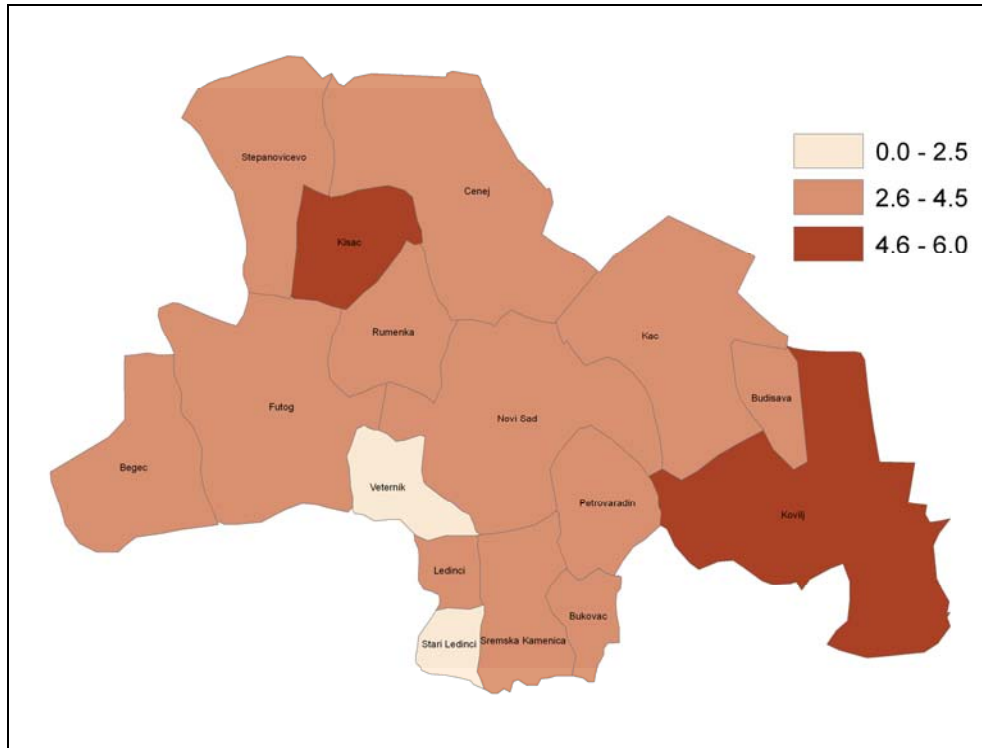 Stepanovicevo
Cenej
Kisac
Rumenka
Kac
Budisava
Futog
Novi Sad
Begec
Veternik
Petrovaradin
Kovilj
Ledinci
Bukovac
Stari Ledinci
Sremska Kamenica
0.0 - 2.5
2.6 - 4.5
4.6 - 6.0